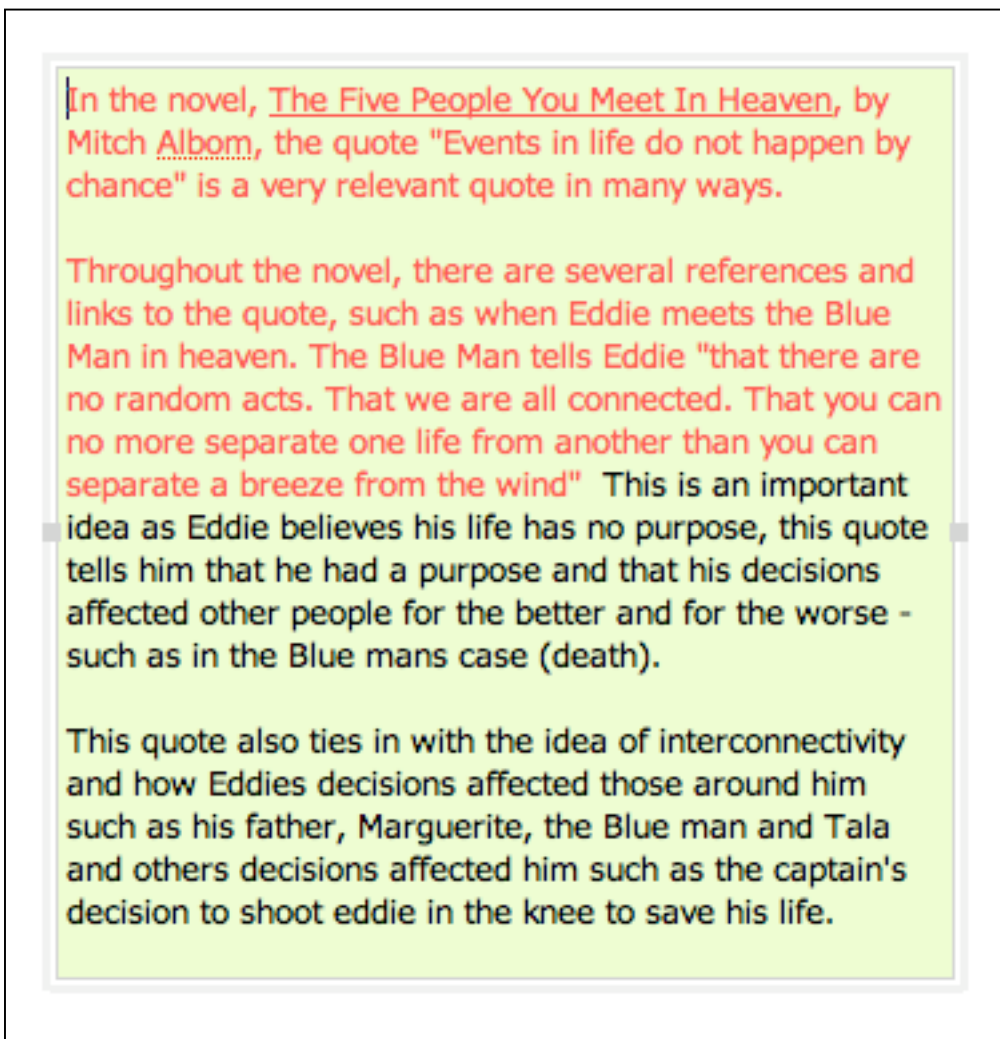 In the novel, The Five People You Meet In Heaven, by
Mitch Albom, the quote "Events in life do not happen by
chance" is a very relevant quote in many ways.
Throughout the novel, there are several references and
links to the quote, such as when Eddie meets the Blue
Man in heaven. The Blue Man tells Eddie "that there are
no random acts. That we are all connected. That you can
no more separate one life from another than you can
separate a breeze from the wind"  This is an important
idea as Eddie believes his life has no purpose, this quote
tells him that he had a purpose and that his decisions
affected other people for the better and for the worse -
such as in the Blue mans case (death).
This quote also ties in with the idea of interconnectivity
and how Eddies decisions affected those around him
such as his father, Marguerite, the Blue man and Tala
and others decisions affected him such as the captain's
decision to shoot eddie in the knee to save his life.